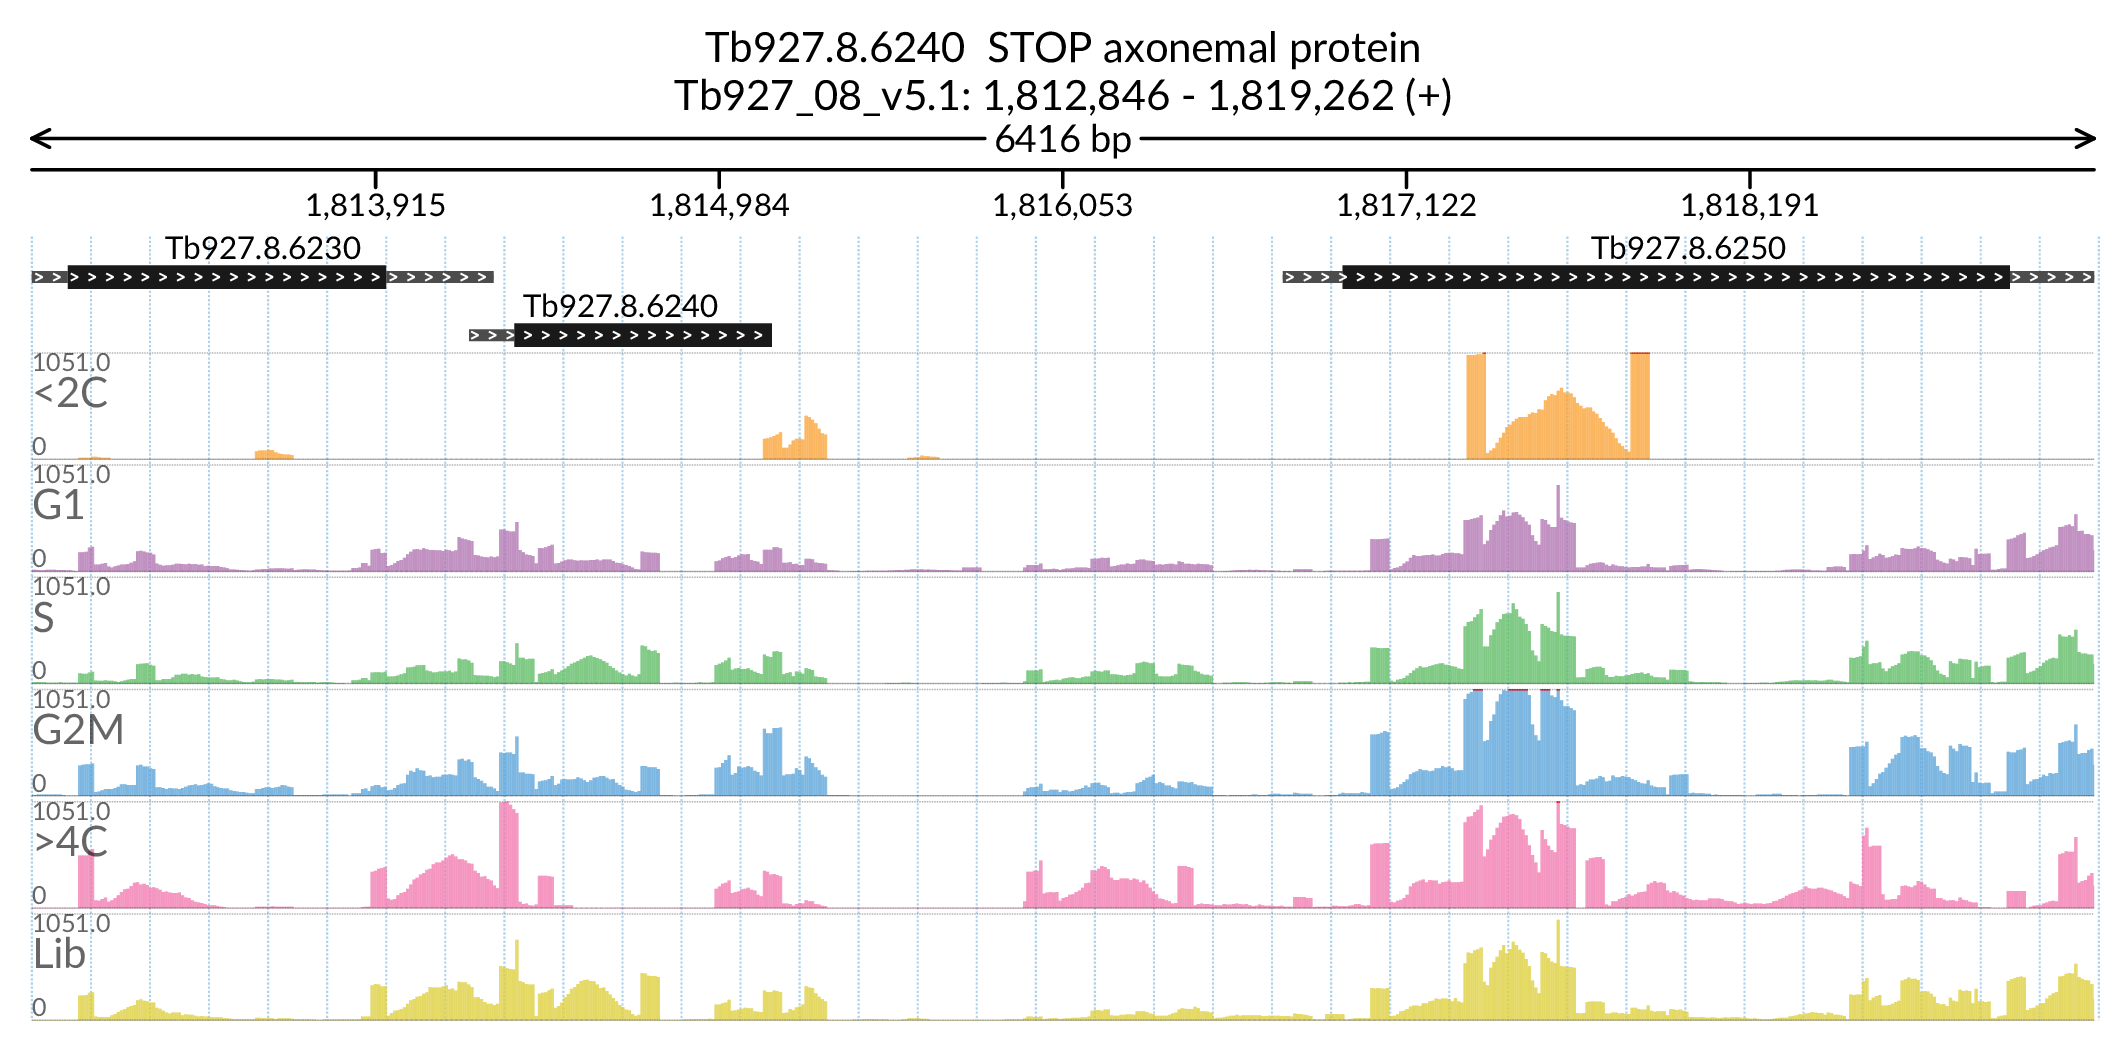 Tb927.8.6240  STOP axonemal protein
Tb927_08_v5.1: 1,812,846 - 1,819,262 (+)
6416 bp
1,813,915 1,814,984 1,816,053 1,817,122 1,818,191
Tb927.8.6230 Tb927.8.6250
Tb927.8.6240
1051.0
<2C
0
1051.0
G1
0
1051.0
S
0
1051.0
G2M
0
1051.0
>4C
0
1051.0
Lib
0